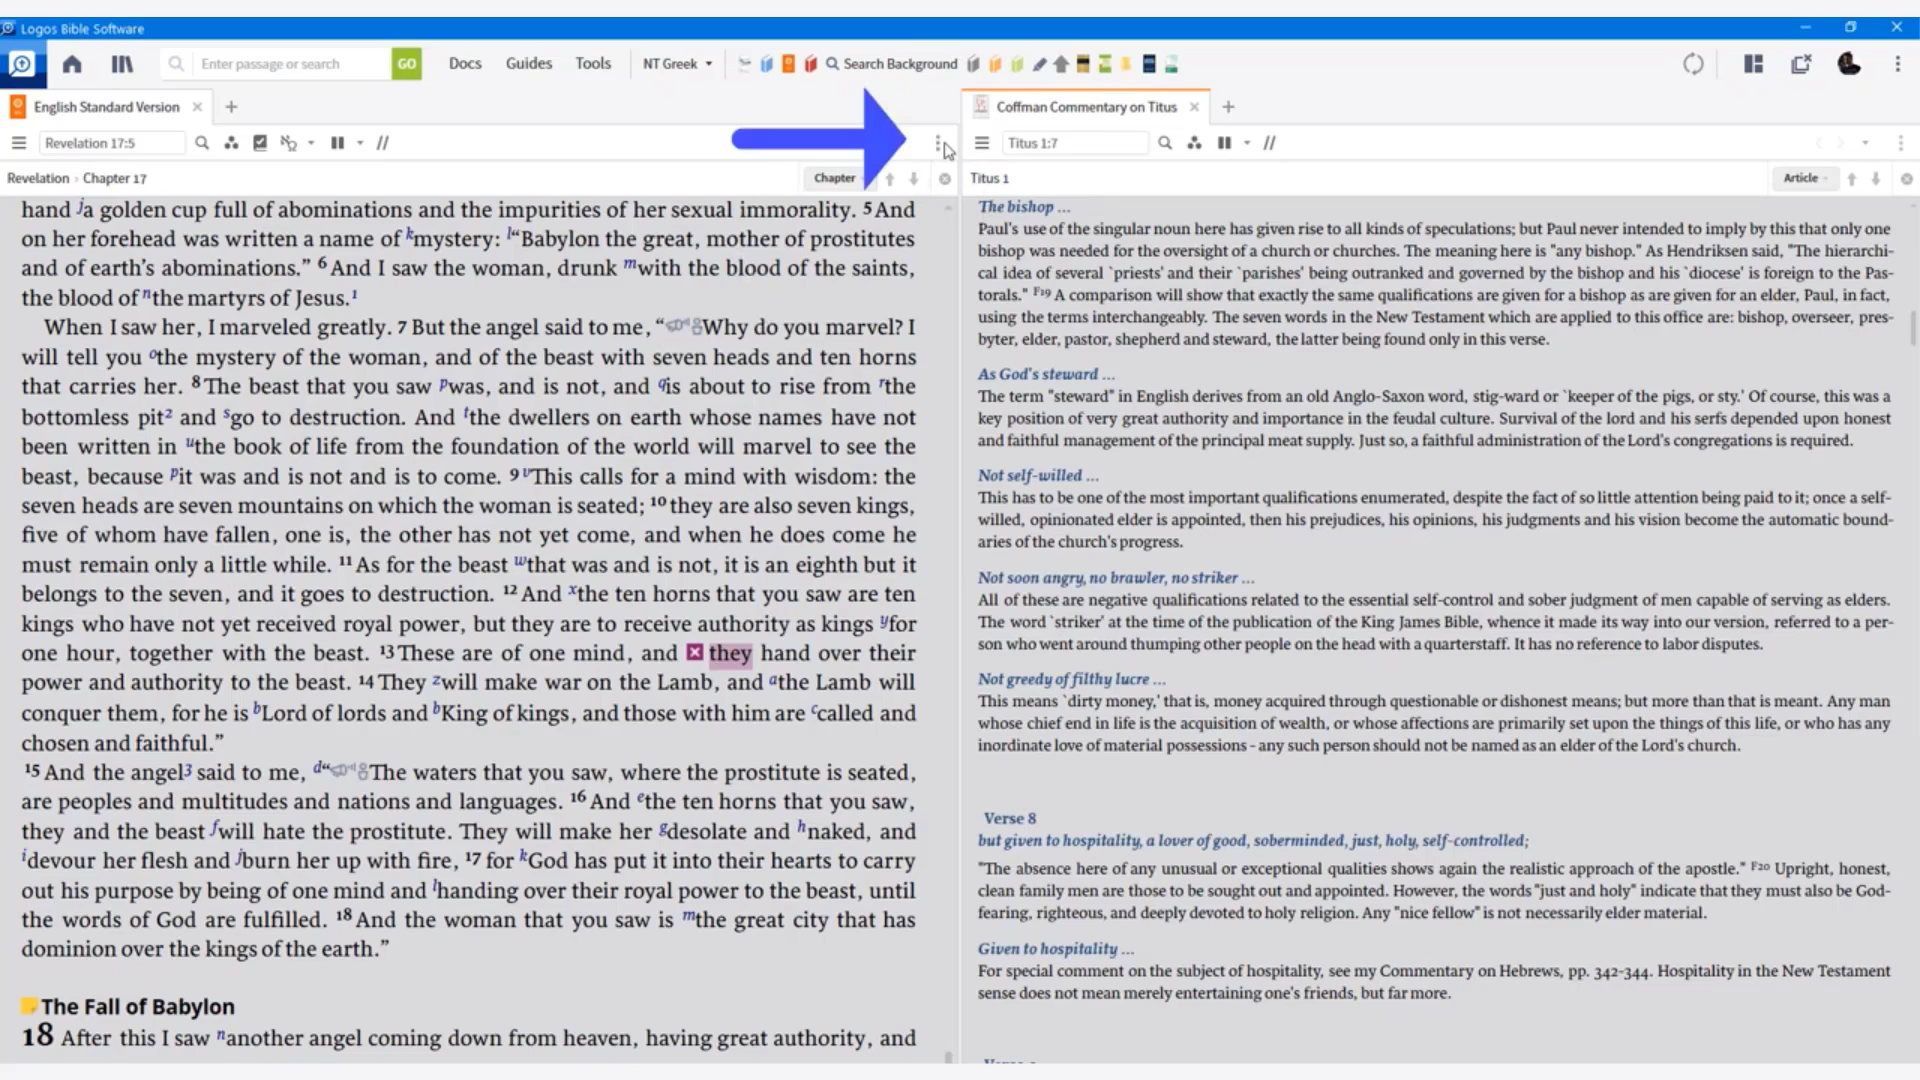 Logos Bible Software
Enter passage or search
GO
Docs
Guides
Tools
NT Greek
Search Background
English Standard Version
Revelation 17:5
Revelation › Chapter 17
Chapter
hand ja golden cup full of abominations and the impurities of her sexual immorality. 5 And
on her forehead was written a name of kmystery: l“Babylon the great, mother of prostitutes
and of earth’s abominations.” 6 And I saw the woman, drunk mwith the blood of the saints,
the blood of nthe martyrs of Jesus.1
When I saw her, I marveled greatly. 7 But the angel said to me, “Why do you marvel? I
will tell you othe mystery of the woman, and of the beast with seven heads and ten horns
that carries her. 8 The beast that you saw pwas, and is not, and qis about to rise from rthe
bottomless pit2 and sgo to destruction. And tthe dwellers on earth whose names have not
been written in uthe book of life from the foundation of the world will marvel to see the
beast, because pit was and is not and is to come. 9 vThis calls for a mind with wisdom: the
seven heads are seven mountains on which the woman is seated; 10 they are also seven kings,
five of whom have fallen, one is, the other has not yet come, and when he does come he
must remain only a little while. 11 As for the beast wthat was and is not, it is an eighth but it
belongs to the seven, and it goes to destruction. 12 And xthe ten horns that you saw are ten
kings who have not yet received royal power, but they are to receive authority as kings yfor
one hour, together with the beast. 13 These are of one mind, and they hand over their
power and authority to the beast. 14 They zwill make war on the Lamb, and athe Lamb will
conquer them, for he is bLord of lords and bKing of kings, and those with him are ccalled and
chosen and faithful.”
15 And the angel3 said to me, d“The waters that you saw, where the prostitute is seated,
are peoples and multitudes and nations and languages. 16 And ethe ten horns that you saw,
they and the beast fwill hate the prostitute. They will make her gdesolate and hnaked, and
idevour her flesh and jburn her up with fire, 17 for kGod has put it into their hearts to carry
out his purpose by being of one mind and lhanding over their royal power to the beast, until
the words of God are fulfilled. 18 And the woman that you saw is mthe great city that has
dominion over the kings of the earth.”
The Fall of Babylon
18 After this I saw nanother angel coming down from heaven, having great authority, and
Coffman Commentary on Titus
Titus 1:7
Titus 1
Article
The bishop ...
Paul's use of the singular noun here has given rise to all kinds of speculations; but Paul never intended to imply by this that only one
bishop was needed for the oversight of a church or churches. The meaning here is "any bishop." As Hendriksen said, "The hierarchi-
cal idea of several `priests' and their `parishes' being outranked and governed by the bishop and his `diocese' is foreign to the Pas-
torals." F19 A comparison will show that exactly the same qualifications are given for a bishop as are given for an elder, Paul, in fact,
using the terms interchangeably. The seven words in the New Testament which are applied to this office are: bishop, overseer, pres-
byter, elder, pastor, shepherd and steward, the latter being found only in this verse.
As God's steward ...
The term "steward" in English derives from an old Anglo-Saxon word, stig-ward or `keeper of the pigs, or sty.' Of course, this was a
key position of very great authority and importance in the feudal culture. Survival of the lord and his serfs depended upon honest
and faithful management of the principal meat supply. Just so, a faithful administration of the Lord's congregations is required.
Not self-willed ...
This has to be one of the most important qualifications enumerated, despite the fact of so little attention being paid to it; once a self-
willed, opinionated elder is appointed, then his prejudices, his opinions, his judgments and his vision become the automatic bound-
aries of the church's progress.
Not soon angry, no brawler, no striker ...
All of these are negative qualifications related to the essential self-control and sober judgment of men capable of serving as elders.
The word `striker' at the time of the publication of the King James Bible, whence it made its way into our version, referred to a per-
son who went around thumping other people on the head with a quarterstaff. It has no reference to labor disputes.
Not greedy of filthy lucre ...
This means `dirty money,' that is, money acquired through questionable or dishonest means; but more than that is meant. Any man
whose chief end in life is the acquisition of wealth, or whose affections are primarily set upon the things of this life, or who has any
inordinate love of material possessions - any such person should not be named as an elder of the Lord's church.
Verse 8
but given to hospitality, a lover of good, soberminded, just, holy, self-controlled;
"The absence here of any unusual or exceptional qualities shows again the realistic approach of the apostle." F20 Upright, honest,
clean family men are those to be sought out and appointed. However, the words "just and holy" indicate that they must also be God-
fearing, righteous, and deeply devoted to holy religion. Any "nice fellow" is not necessarily elder material.
Given to hospitality ...
For special comment on the subject of hospitality, see my Commentary on Hebrews, pp. 342-344. Hospitality in the New Testament
sense does not mean merely entertaining one's friends, but far more.